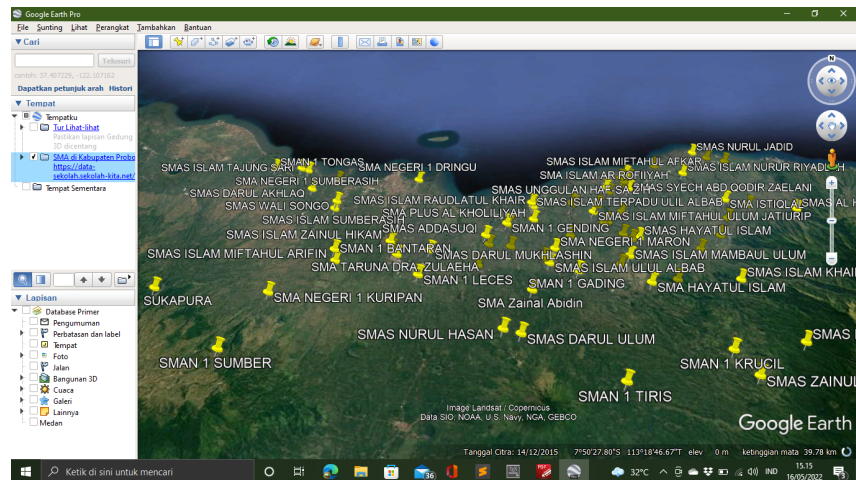 Google Earth Pro
File Sunting Lihat Perangkat Tambahkan Bantuan
▼ Cari
Telusuri
contoh: 37.407229, -122.107162
Dapatkan petunjuk arah Histori
▼ Tempat
Tempatku
Tur Lihat-lihat
Pastikan lapisan Gedung
3D dicentang
SMA di Kabupaten Probo
https://data-
sekolah.sekolah-kita.net/
Tempat Sementara
▼ Lapisan
Database Primer
Pengumuman
Perbatasan dan label
Tempat
Foto
Jalan
Bangunan 3D
Cuaca
Galeri
Lainnya
Medan
N
SMAS NURUL JADID
SMAN 1 TONGAS
SMAS ISLAM TAJUNG SARI
SMA NEGERI 1 DRINGU
SMAS ISLAM MIFTAHUL AFKAR
SMAS ISLAM NURUR RIYADLOH
SMA ISLAM AR ROFIIYAH
SMA NEGERI 1 SUMBERASIH
SMAS DARUL AKHLAQ
SMAS UNGGULAN HAF-SA
SMAS SYECH ABD QODIR ZAELANI
SMAS WALI SONGO
SMAS ISLAM RAUDLATUL KHAIR
SMAS ISLAM TERPADU ULIL ALBAB
SMA ISTIQLA
SMAS AL H
SMAS ISLAM SUMBERASIH
SMA PLUS AL KHOLILIYAH
SMAS ISLAM MIFTAHUL ULUM JATIURIP
SMAS ISLAM ZAINUL HIKAM
SMAS ADDASUQI
SMAN 1 GENDING
SMAS HAYATUL ISLAM
SMAS ISLAM MIFTAHUL ARIFIN
SMAN 1 BANTARAN
SMAS DARUL MUKHLASHIN
SMA NEGERI 1 MARON
SMAS ISLAM MAMBAUL ULUM
SMA TARUNA DRA. ZULAEHA
SMAN 1 LECES
SMAS ISLAM ULUL ALBAB
SMAS ISLAM KHAI
SUKAPURA
SMA NEGERI 1 KURIPAN
SMAN 1 GADING
SMA HAYATUL ISLAM
SMA Zainal Abidin
SMAS NURUL HASAN
SMAS DARUL ULUM
SMAS
SMAN 1 SUMBER
SMAN 1 KRUCIL
SMAS ZAINUL
SMAN 1 TIRIS
Image Landsat / Copernicus
Data SIO, NOAA, U.S. Navy, NGA, GEBCO
Google Earth
Tanggal Citra: 14/12/2015 7°50'27.80"S 113°18'46.67"T elev 0 m ketinggian mata 39.78 km
Ketik di sini untuk mencari
36
32°C
IND
15.15
16/05/2022
3